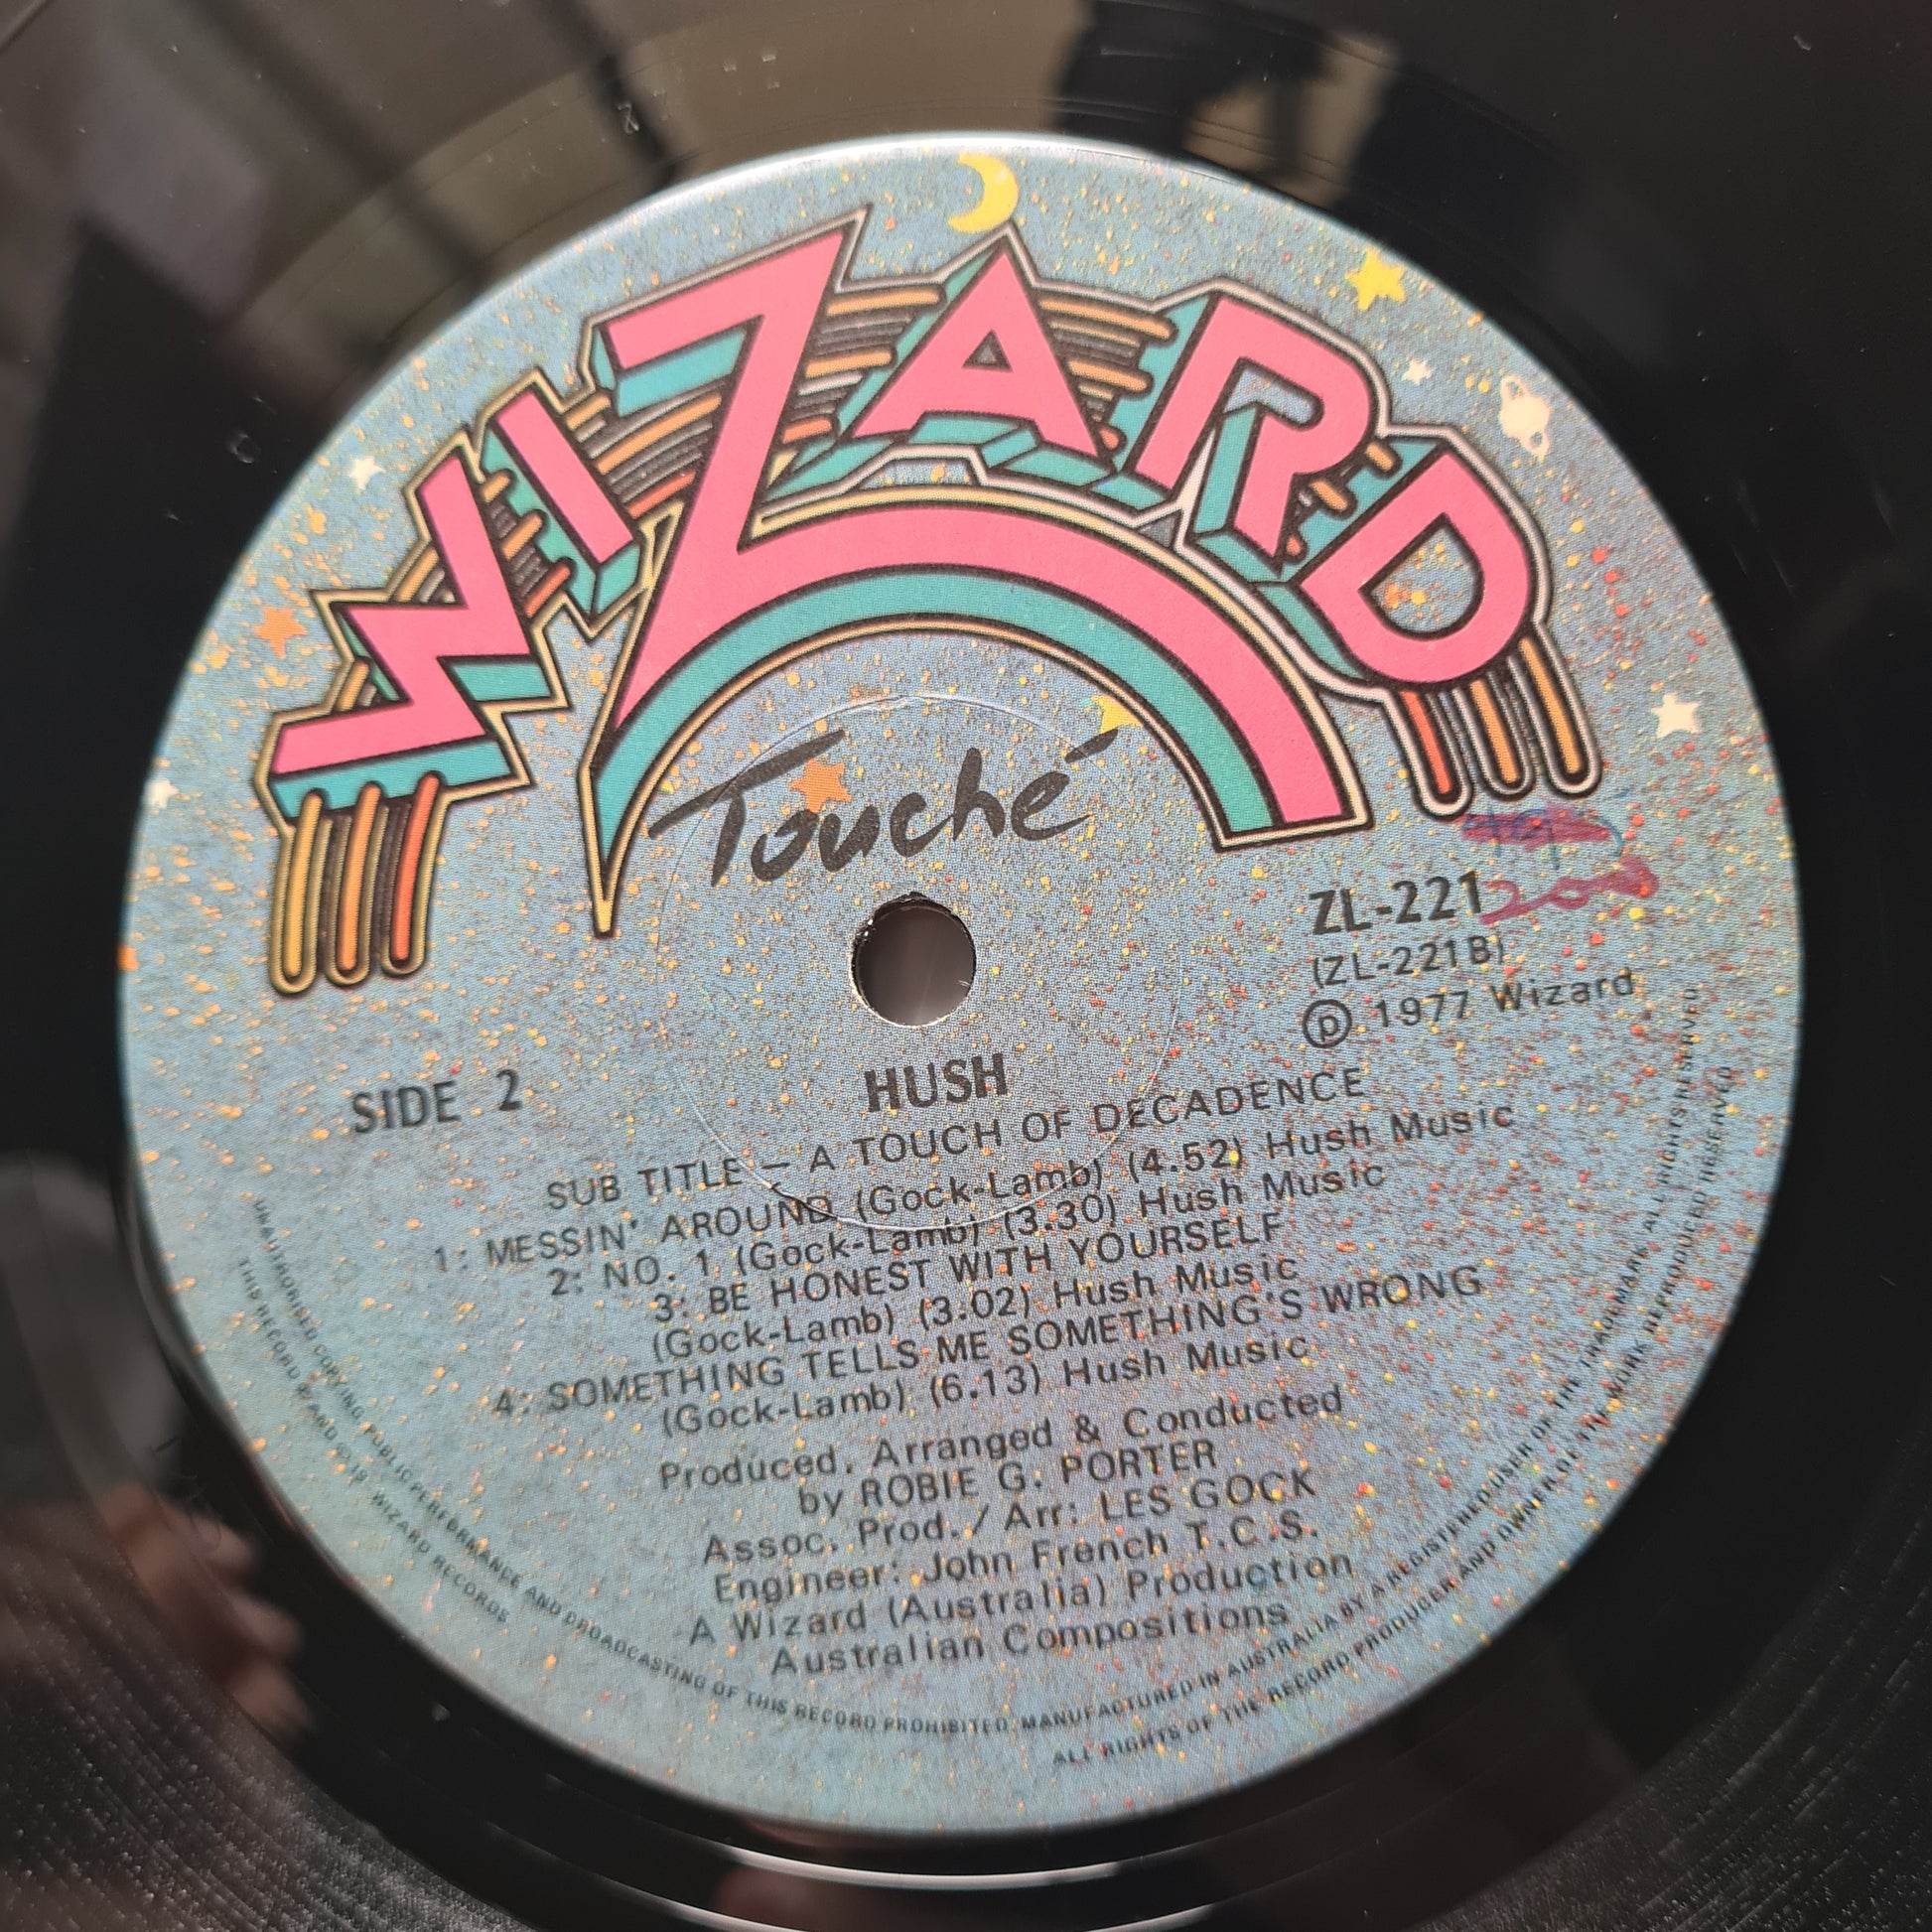 WIZARD
Touché
ZL-221
(ZL-221B)
℗ 1977 Wizard
SIDE 2
HUSH
SUB TITLE – A TOUCH OF DECADENCE
1: MESSIN' AROUND (Gock-Lamb) (4.52) Hush Music
2: NO. 1 (Gock-Lamb) (3.30) Hush Music
3: BE HONEST WITH YOURSELF
(Gock-Lamb) (3.02) Hush Music
4: SOMETHING TELLS ME SOMETHING'S WRONG
(Gock-Lamb) (6.13) Hush Music
Produced, Arranged & Conducted
by ROBIE G. PORTER
Assoc. Prod. / Arr: LES GOCK
Engineer: John French T.C.S.
A Wizard (Australia) Production
Australian Compositions
UNAUTHORISED COPYING, PUBLIC PERFORMANCE AND BROADCASTING OF THIS RECORD PROHIBITED. MANUFACTURED IN AUSTRALIA BY A REGISTERED USER OF THE TRADEMARK. ALL RIGHTS RESERVED
THIS RECORD ℗ AND © WIZARD RECORDS.
ALL RIGHTS OF THE RECORD PRODUCER AND OWNER OF THE WORK REPRODUCED RESERVED